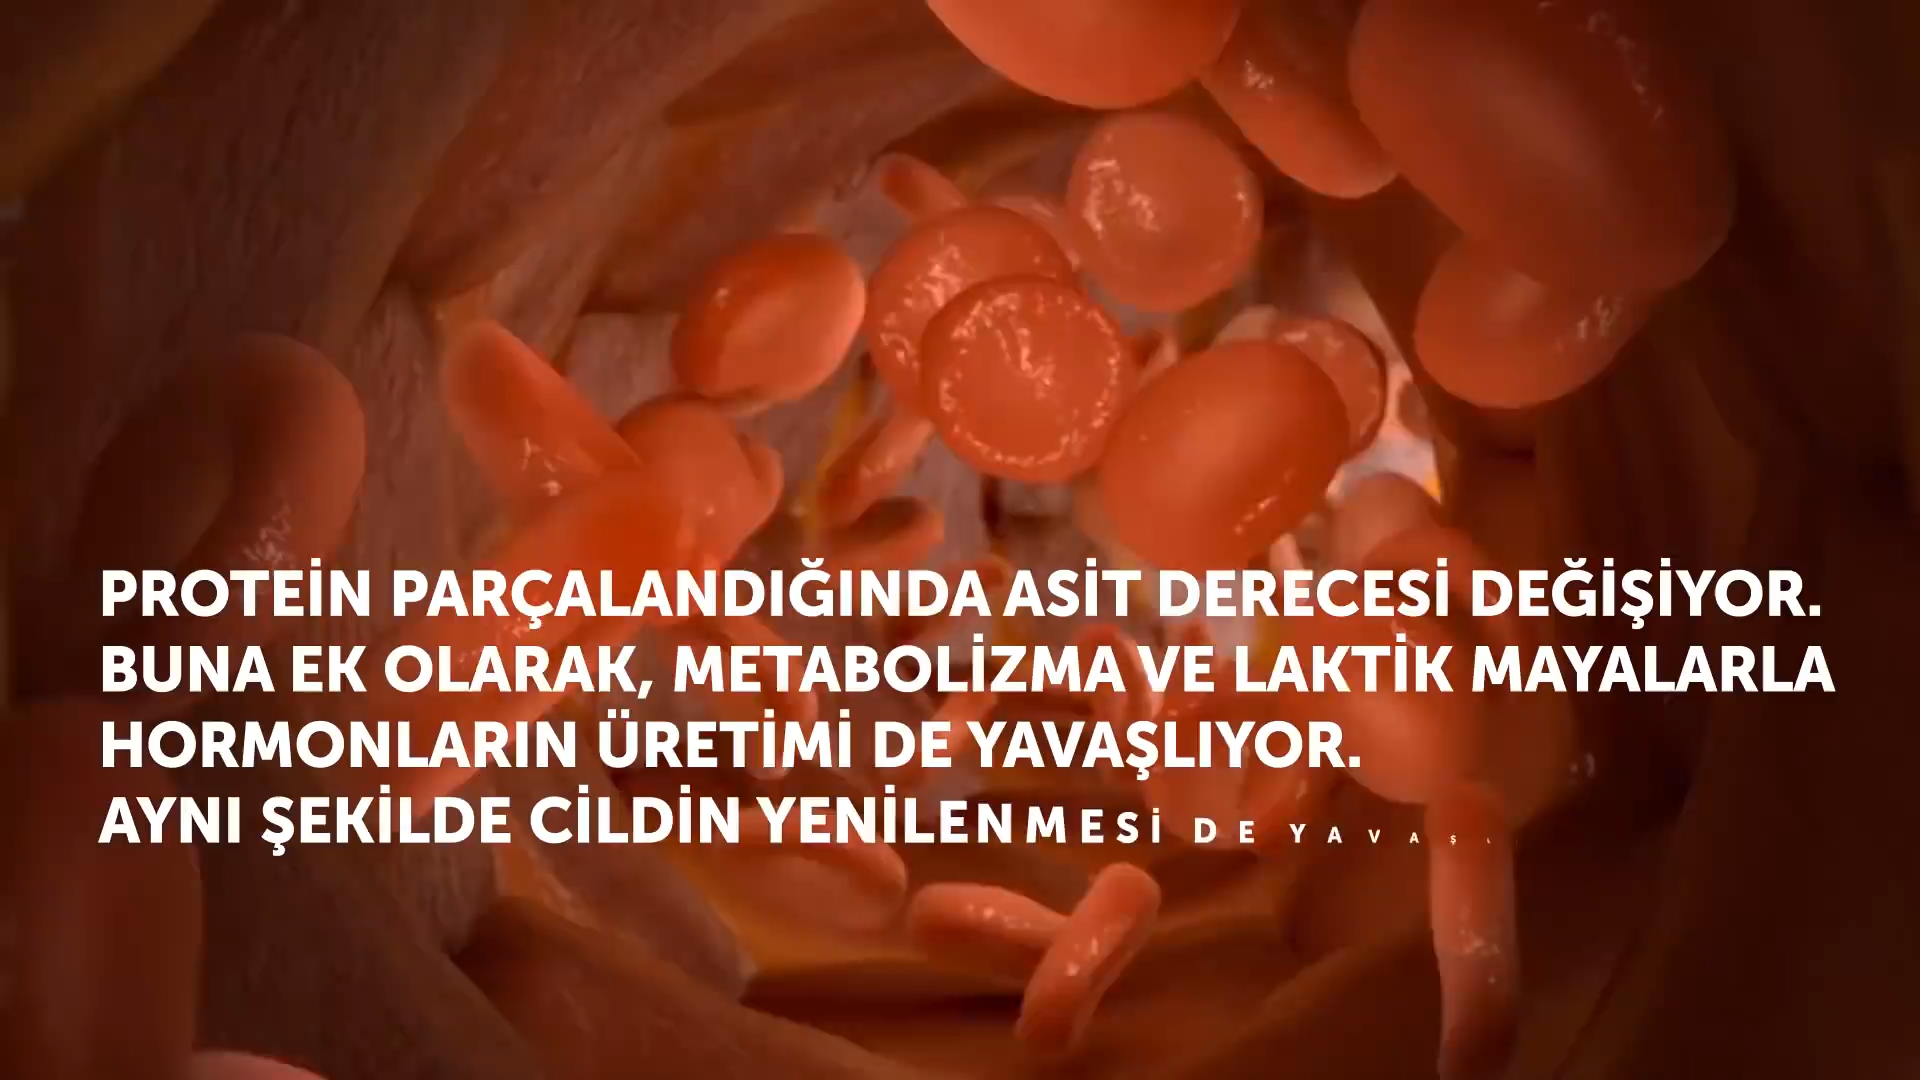 PROTEİN PARÇALANDIĞINDA ASİT DERECESİ DEĞİŞİYOR.
BUNA EK OLARAK, METABOLİZMA VE LAKTİK MAYALARLA
HORMONLARIN ÜRETİMİ DE YAVAŞLIYOR.
AYNI ŞEKİLDE CİLDİN YENİLENMESİ DE